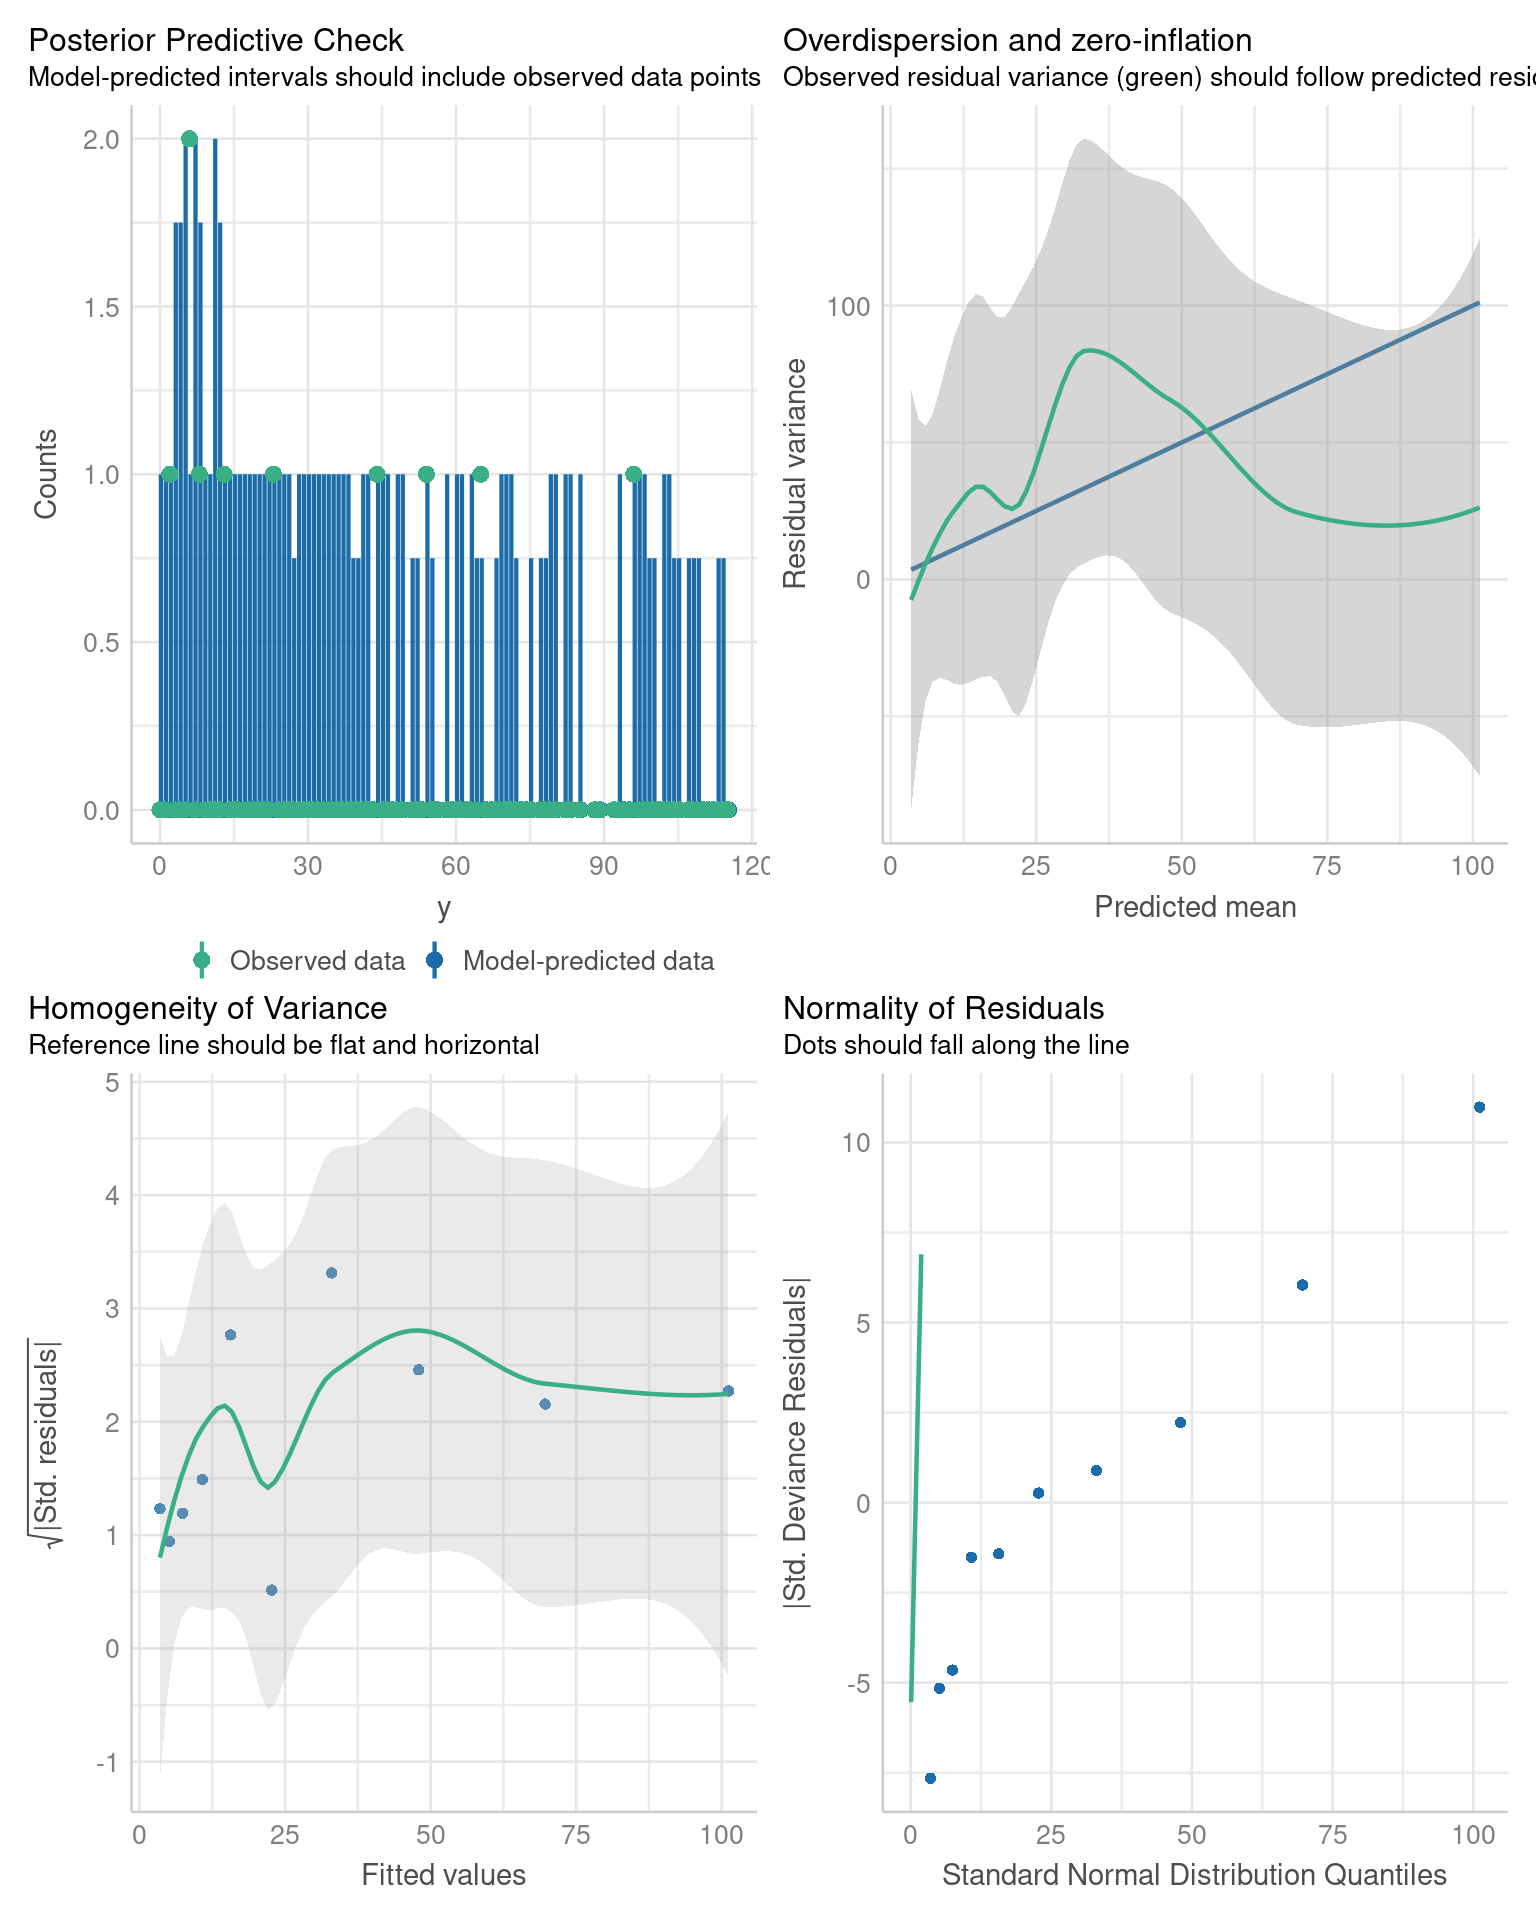 Posterior Predictive Check
Model-predicted intervals should include observed data points
2.0
1.5
1.0
0.5
0.0
Counts
0 30 60 90 120
y
Observed data Model-predicted data
Overdispersion and zero-inflation
Observed residual variance (green) should follow predicted resi
100
0
Residual variance
0 25 50 75 100
Predicted mean
Homogeneity of Variance
Reference line should be flat and horizontal
5
4
3
2
1
0
-1
√|Std. residuals|
0 25 50 75 100
Fitted values
Normality of Residuals
Dots should fall along the line
10
5
0
-5
|Std. Deviance Residuals|
0 25 50 75 100
Standard Normal Distribution Quantiles